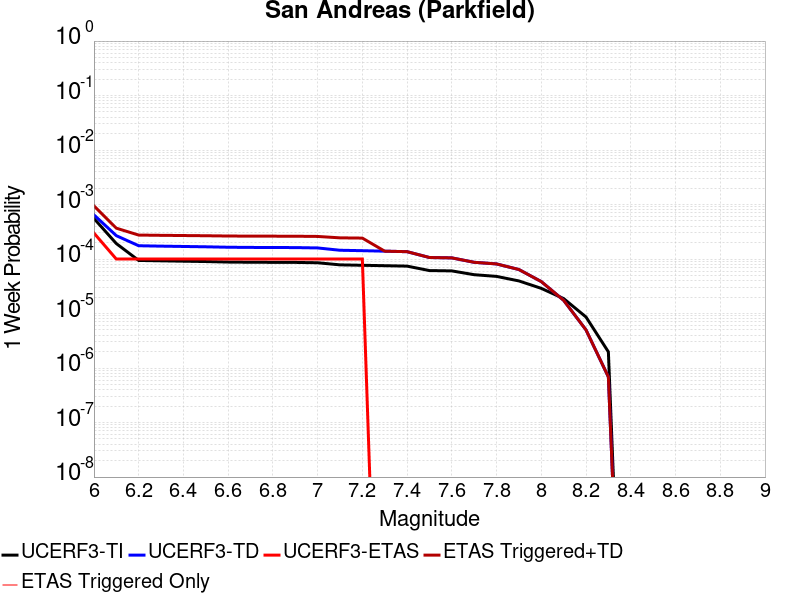 San Andreas (Parkfield)
10 0
10 -1
10 -2
10 -3
10 -4
10 -5
10 -6
10 -7
10 -8
1 Week Probability
6 6.2 6.4 6.6 6.8 7 7.2 7.4 7.6 7.8 8 8.2 8.4 8.6 8.8 9
Magnitude
UCERF3-TI UCERF3-TD UCERF3-ETAS ETAS Triggered+TD
ETAS Triggered Only